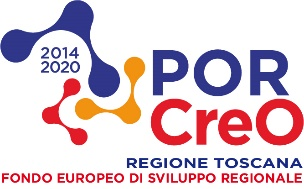 2014
2020
POR
CreO
REGIONE TOSCANA
FONDO EUROPEO DI SVILUPPO REGIONALE